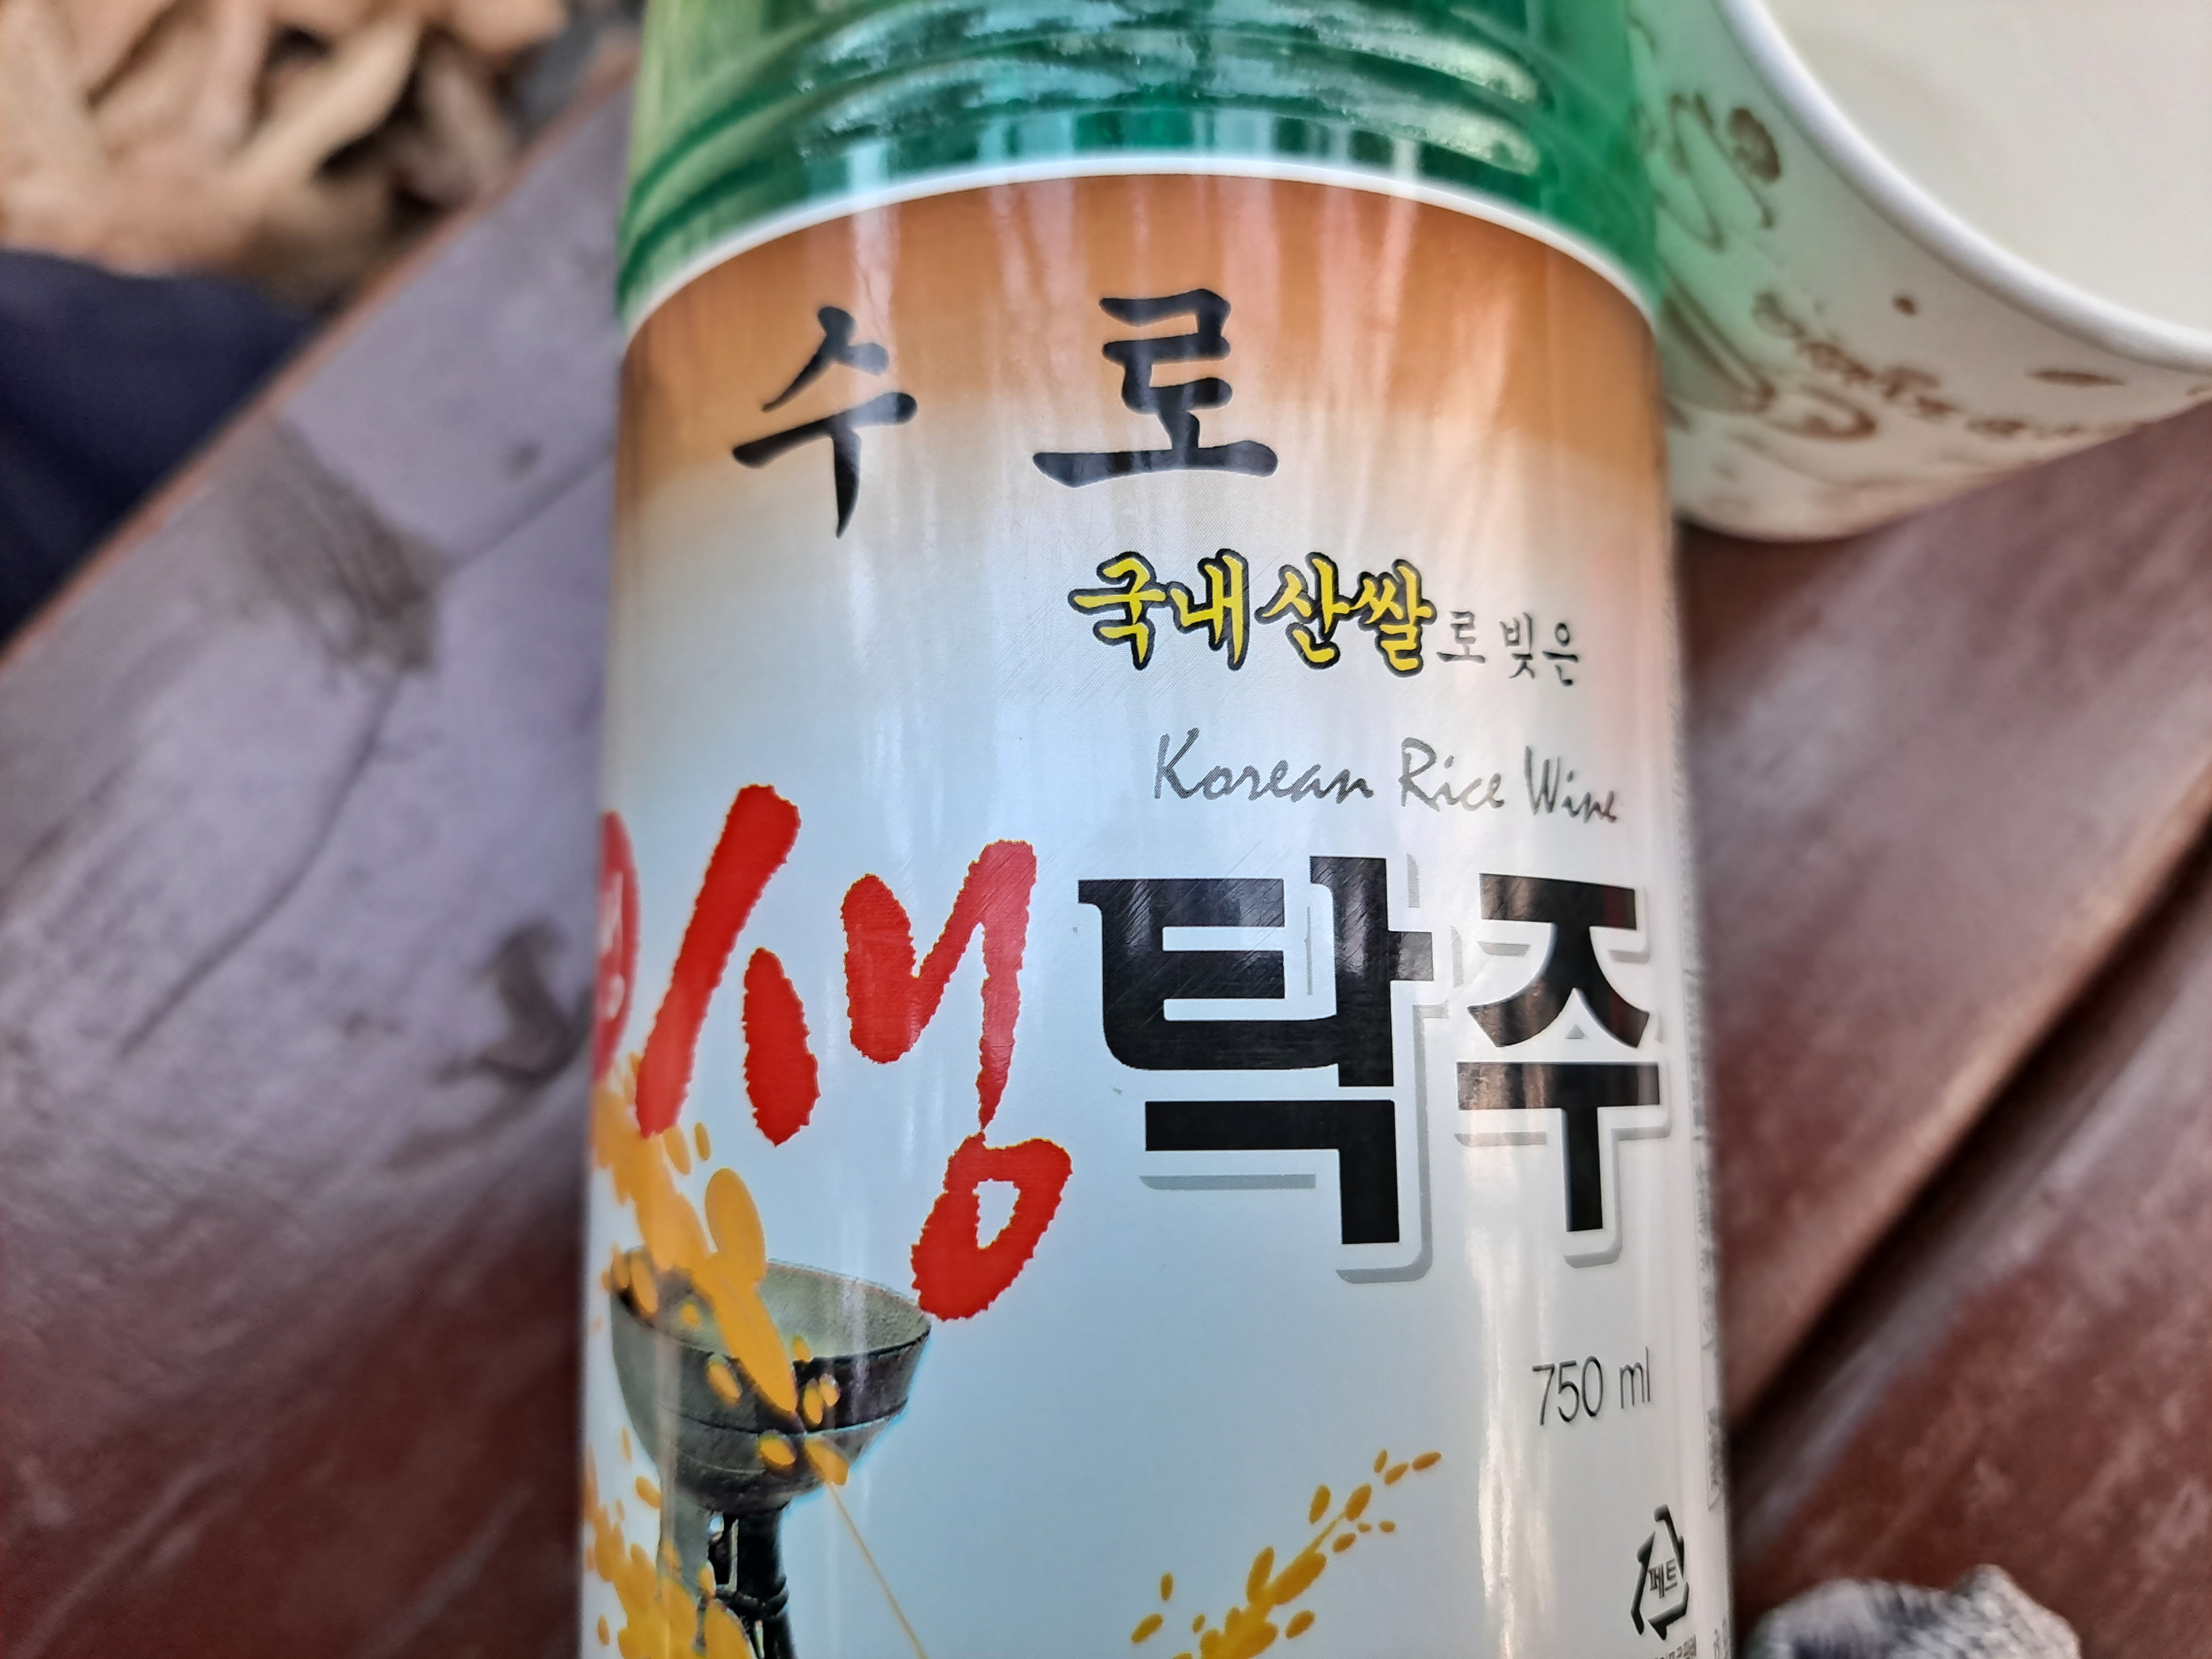 수로
국내산쌀로 빚은
Korean Rice Wine
생탁주
750 ml
페트